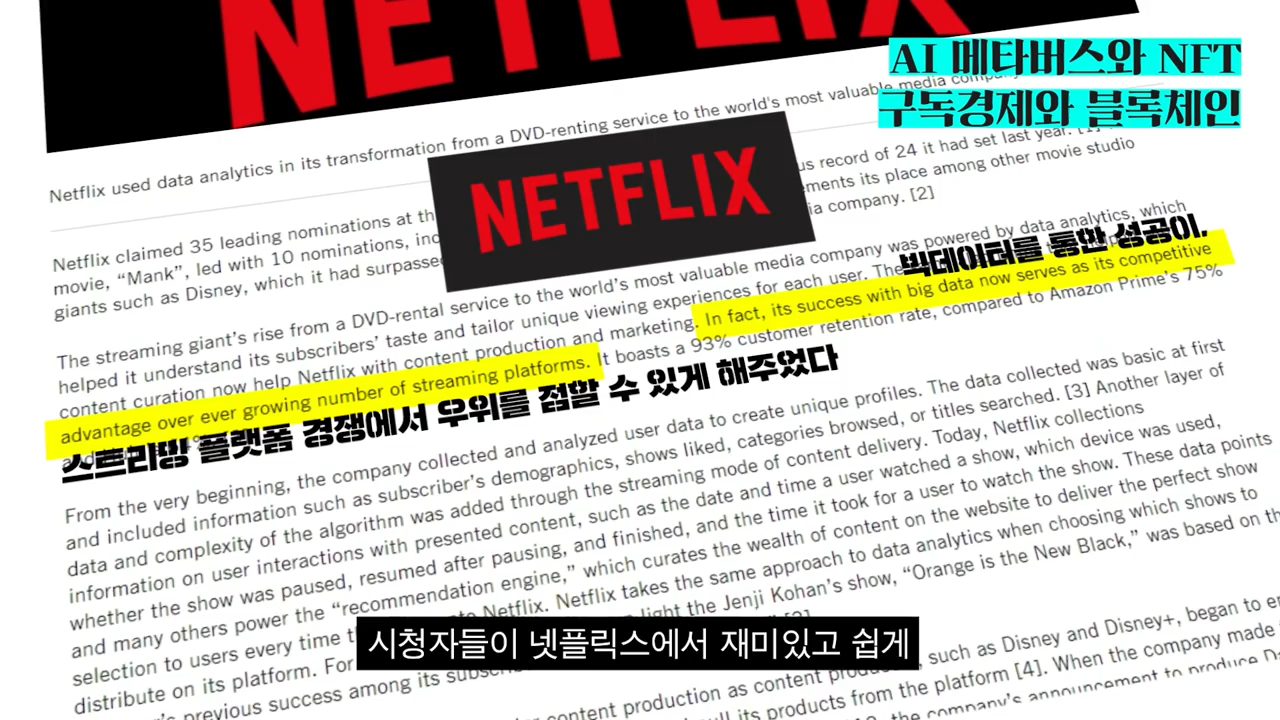 NETFLIX
AI 메타버스와 NFT
구독경제와 블록체인
Netflix used data analytics in its transformation from a DVD-renting service to the world's most valuable media company
NETFLIX
Netflix claimed 35 leading nominations at the
us record of 24 it had set last year. [1]
movie, “Mank”, led with 10 nominations,
ements its place among other movie studio
giants such as Disney, which it had surpassed
company. [2]
The streaming giant’s rise from a DVD-rental service to the world’s most valuable media company was powered by data analytics, which
helped it understand its subscribers’ taste and tailor unique viewing experiences for each user.
빅데이터를 통한 성공이,
content curation now help Netflix with content production and marketing. In fact, its success with big data now serves as its competitive
advantage over ever growing number of streaming platforms. It boasts a 93% customer retention rate, compared to Amazon Prime’s 75%
스트리밍 플랫폼 경쟁에서 우위를 점할 수 있게 해주었다
From the very beginning, the company collected and analyzed user data to create unique profiles. The data collected was basic at first
and included information such as subscriber’s demographics, shows liked, categories browsed, or titles searched. [3] Another layer of
data and complexity of the algorithm was added through the streaming mode of content delivery. Today, Netflix collections
information on user interactions with presented content, such as the date and time a user watched a show, which device was used,
whether the show was paused, resumed after pausing, and finished, and the time it took for a user to watch the show. These data points
and many others power the “recommendation engine,” which curates the wealth of content on the website to deliver the perfect show
selection to users every time Netflix. Netflix takes the same approach to data analytics when choosing which shows to
distribute on its platform. For light the Jenji Kohan’s show, “Orange is the New Black,” was based on
previous success among its
such as Disney and Disney+, began to
content production as content
its products from the platform [4]. When the company made
the company’s announcement to produce
시청자들이 넷플릭스에서 재미있고 쉽게